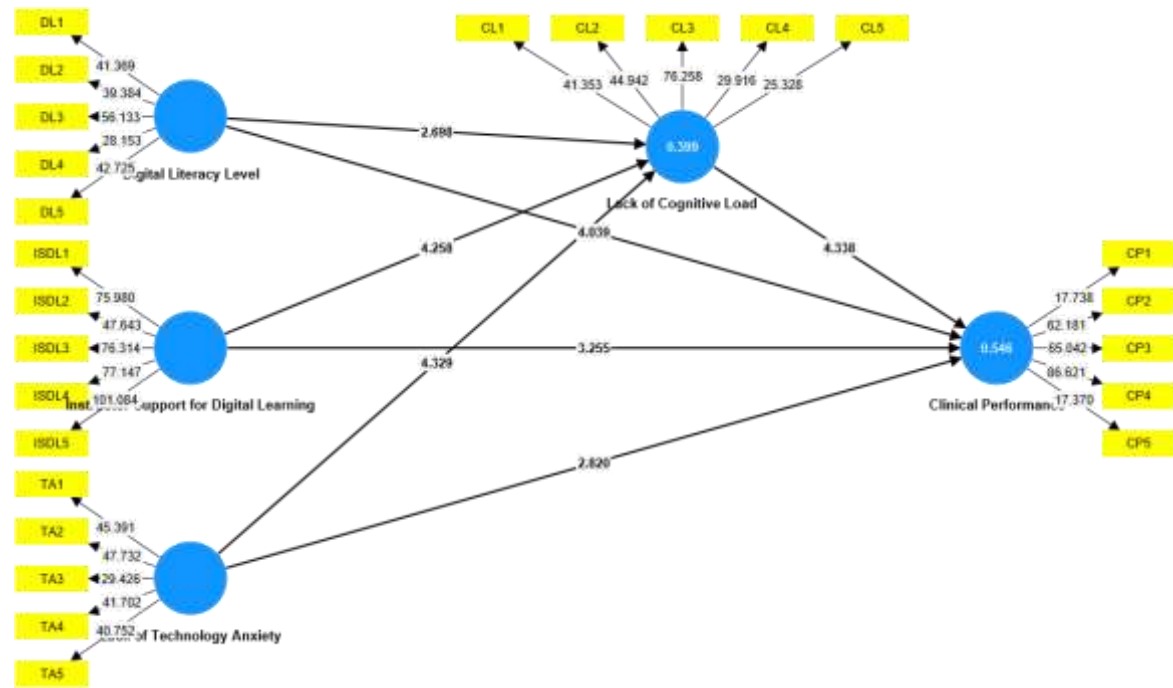 DL1
DL2
DL3
DL4
DL5
41.369
39.384
56.133
28.153
42.725
Digital Literacy Level
ISDL1
ISDL2
ISDL3
ISDL4
ISDL5
75.980
47.643
76.314
77.147
101.084
Support for Digital Learning
TA1
TA2
TA3
TA4
TA5
45.391
47.732
29.426
41.702
40.752
of Technology Anxiety
CL1
CL2
CL3
CL4
CL5
41.353
44.942
76.258
29.916
25.328
0.399
Lack of Cognitive Load
2.698
4.258
4.329
4.039
3.255
2.820
4.338
0.546
Clinical Performance
17.738
62.181
65.042
86.621
17.370
CP1
CP2
CP3
CP4
CP5